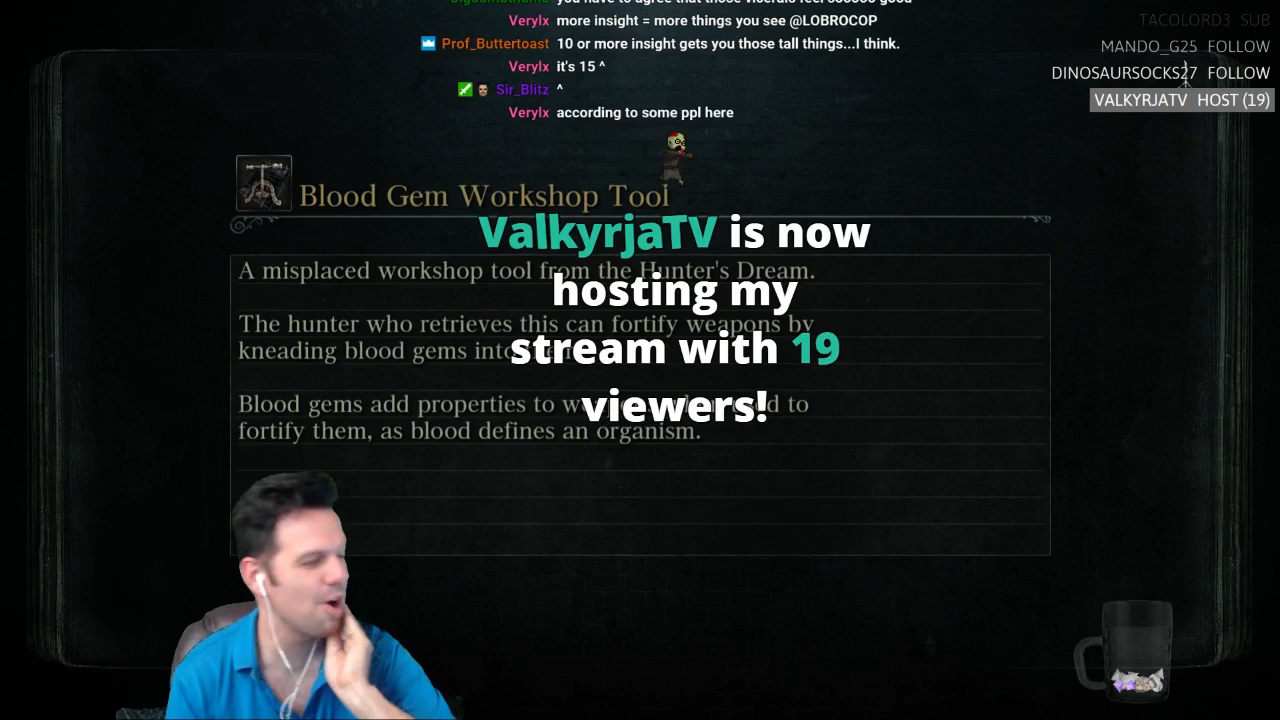 Verylx more insight = more things you see @LOBROCOP
Prof_Buttertoast 10 or more insight gets you those tall things...I think.
Verylx it's 15 ^
Sir_Blitz ^
Verylx according to some ppl here
TACOLORD3 SUB
MANDO_G25 FOLLOW
DINOSAURSOCKS27 FOLLOW
VALKYRJATV HOST (19)
Blood Gem Workshop Tool
ValkyrjaTV is now
hosting my
stream with 19
viewers!
A misplaced workshop tool from the Hunter's Dream.
The hunter who retrieves this can fortify weapons by
kneading blood gems into
Blood gems add properties to to
fortify them, as blood defines an organism.